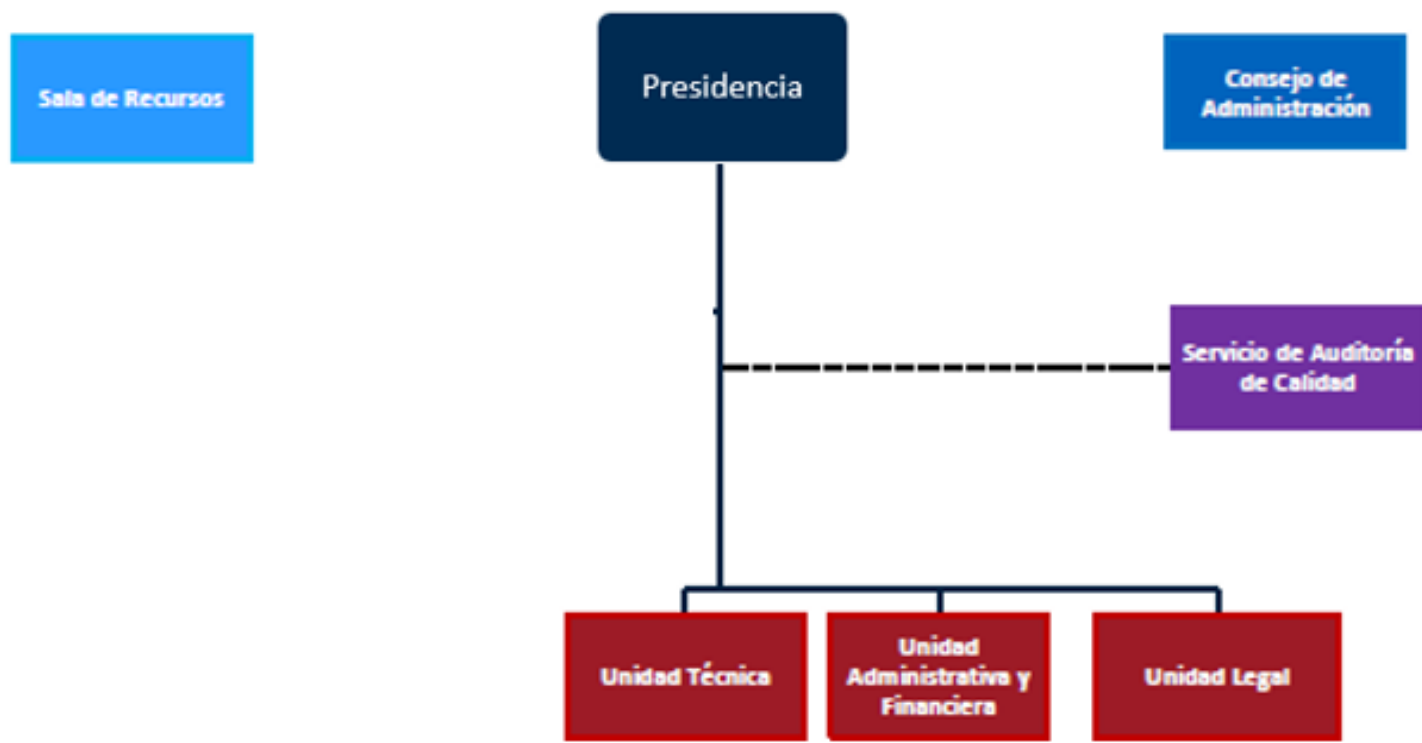 Sala de Recursos
Presidencia
Consejo de
Administración
Servicio de Auditoría
de Calidad
Unidad Técnica
Unidad
Administrativa y
Financiera
Unidad Legal